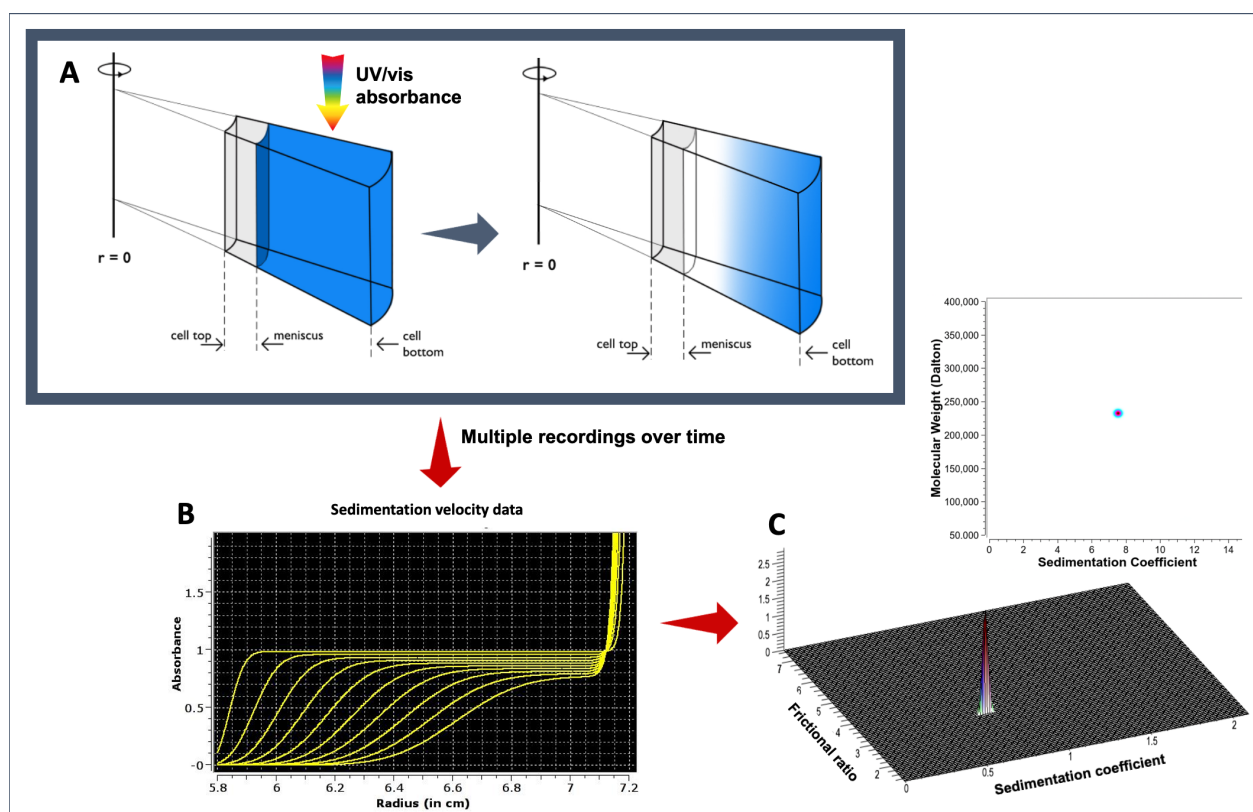 A
UV/vis
absorbance
r = 0
cell top
meniscus
cell
bottom
r = 0
cell top
meniscus
cell
bottom
Multiple recordings over time
B
Sedimentation velocity data
Absorbance
1.5
1
0.5
-0
5.8
6
6.2
6.4
6.6
6.8
7
7.2
Radius (in cm)
C
Molecular Weight (Dalton)
400,000
350,000
300,000
250,000
200,000
150,000
100,000
50.000
0
2
4
6
8
10
12
14
Sedimentation Coefficient
2.5
2
1.5
1
0.5
0
7
6
5
4
3
2
Frictional ratio
0
0.5
1
1.5
2
Sedimentation coefficient